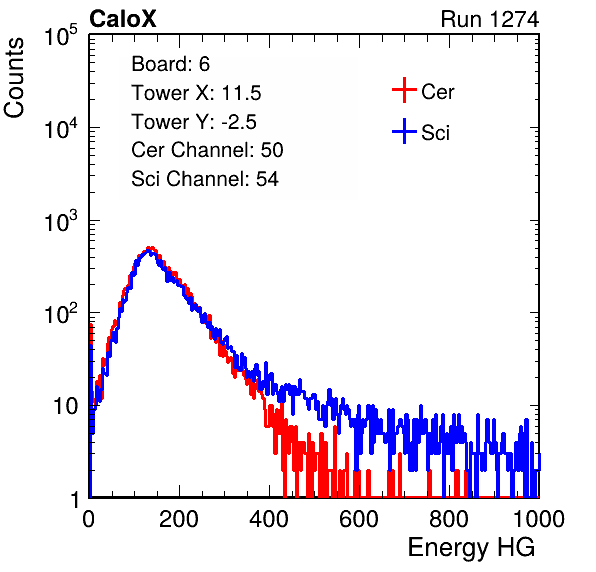 CaloX Run 1274
Counts
Board: 6
Tower X: 11.5
Tower Y: -2.5
Cer Channel: 50
Sci Channel: 54
Cer
Sci
10^5
10^4
10^3
10^2
10
1
0 200 400 600 800 1000
Energy HG